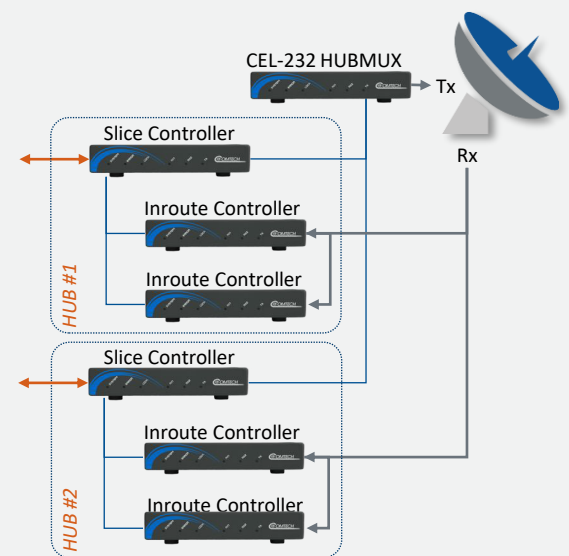 CEL-232 HUBMUX
Tx
Rx
Slice Controller
Inroute Controller
Inroute Controller
HUB #1
Slice Controller
Inroute Controller
Inroute Controller
HUB #2